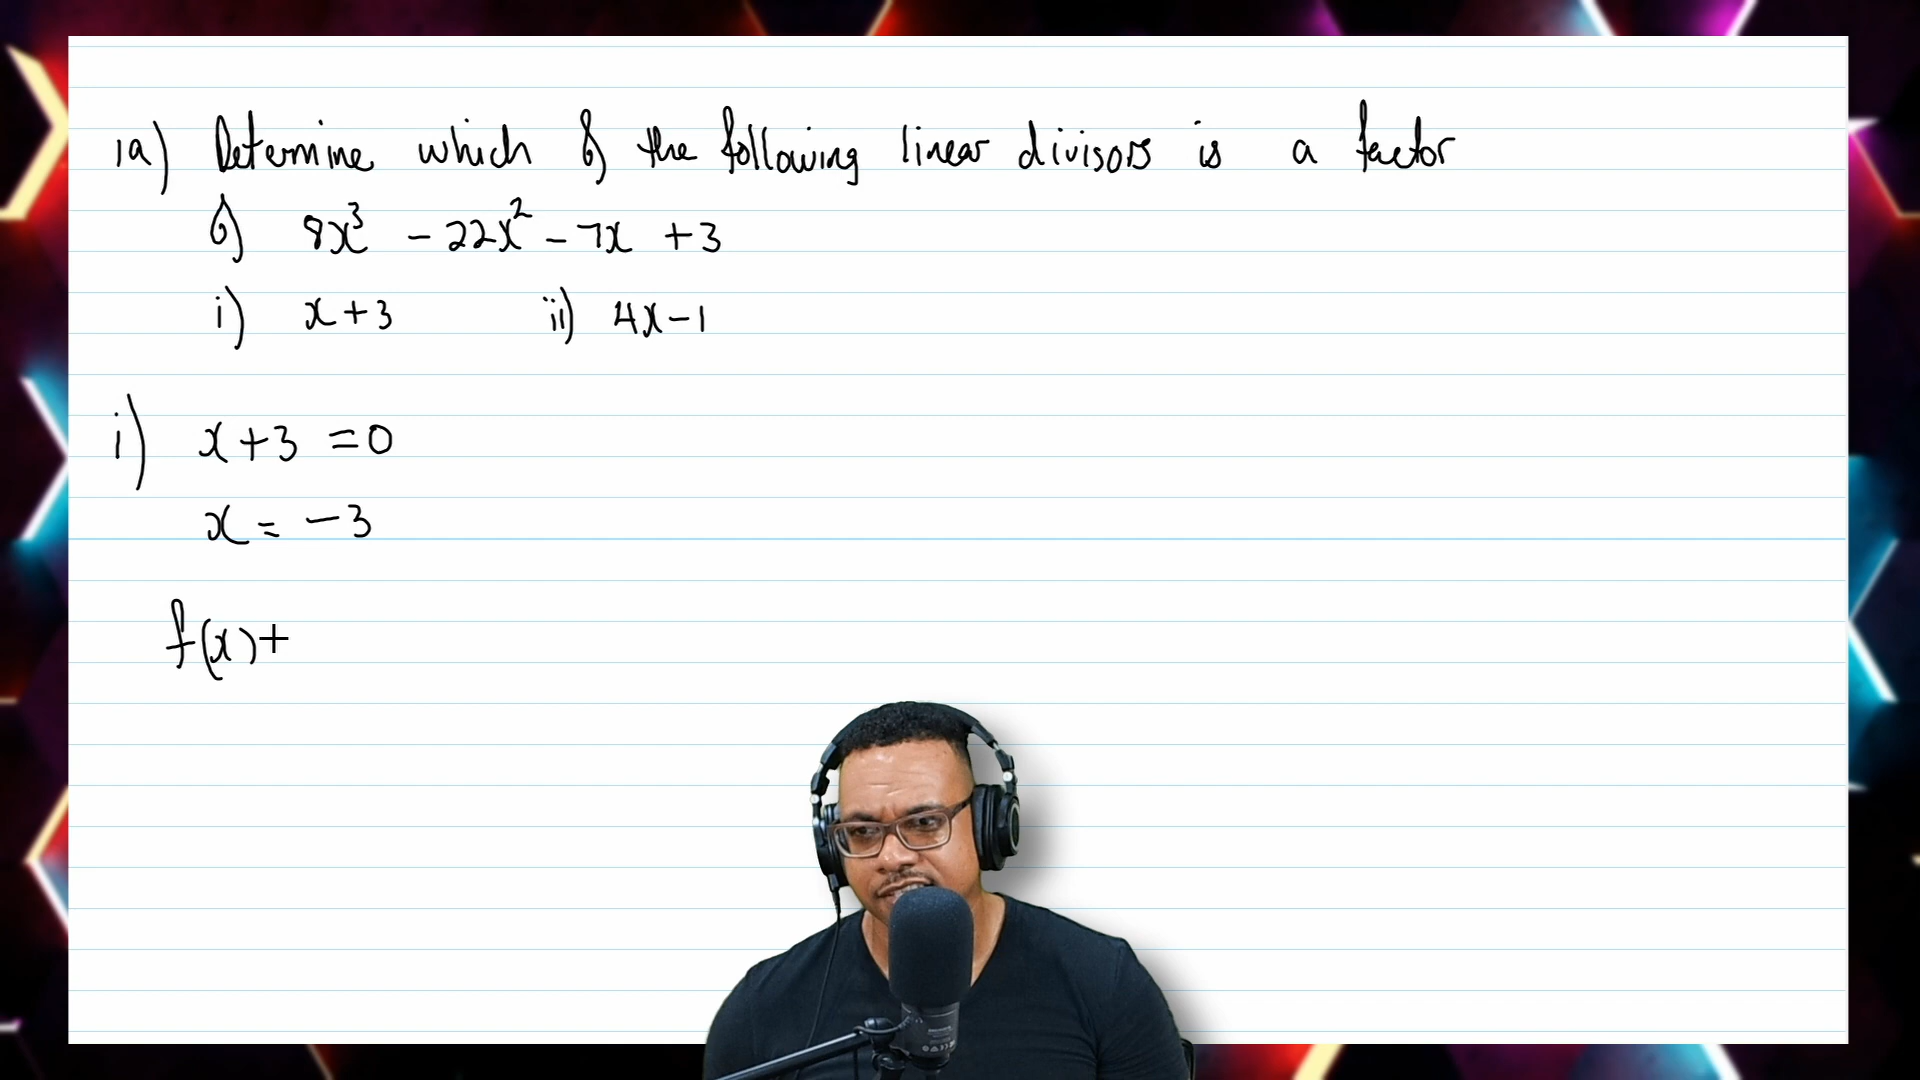 1a) Determine which of the following linear divisors is a factor
of 8x³ - 22x² - 7x + 3
i) x + 3 ii) 4x - 1
i) x + 3 = 0
x = -3
f(x) +